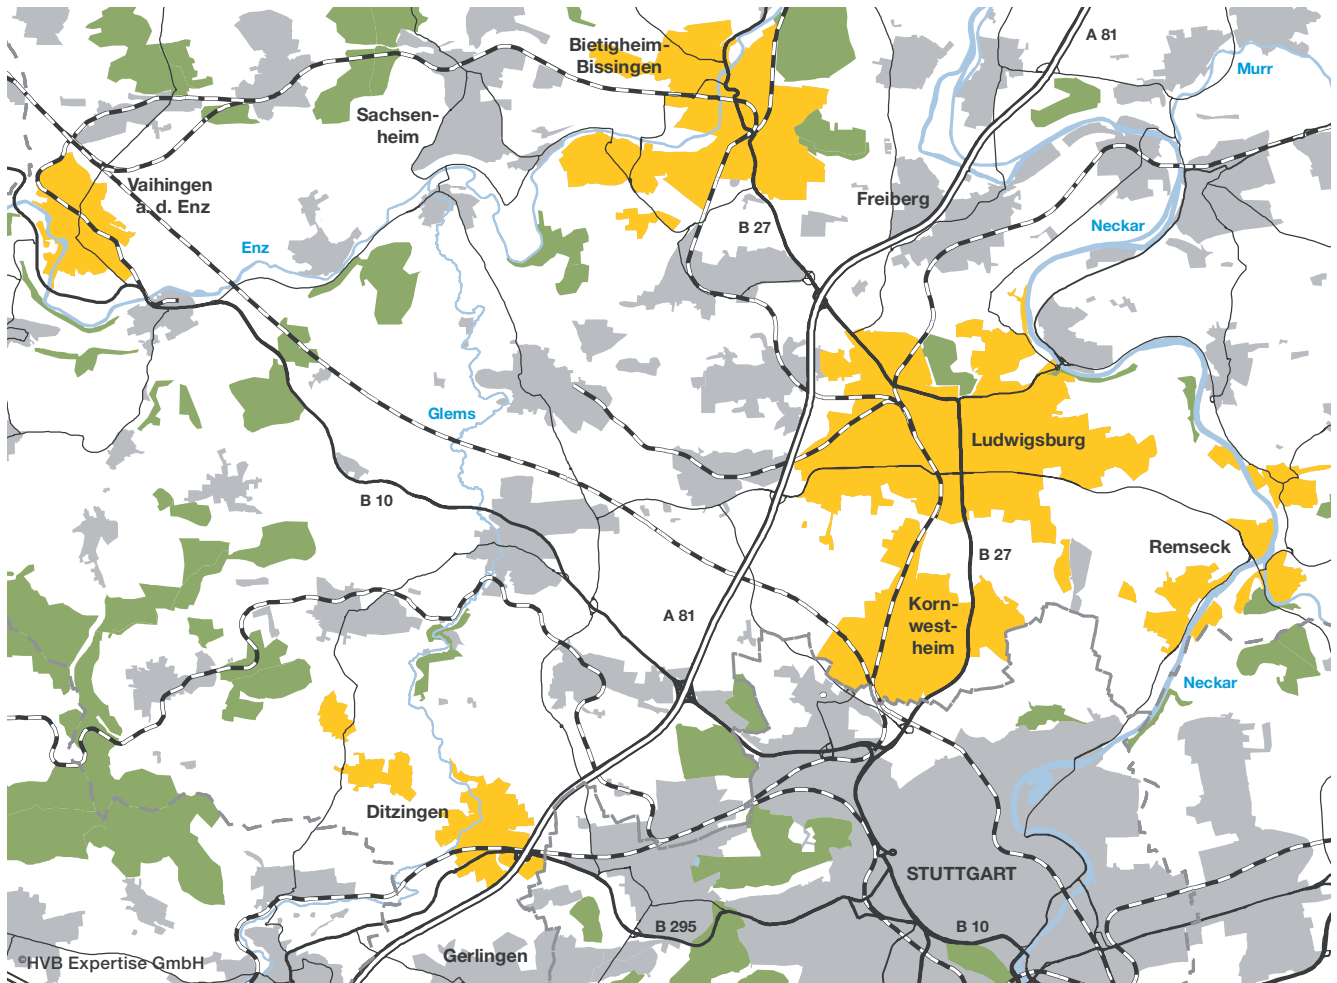 A 81
Bietigheim-
Bissingen
Murr
Sachsen-
heim
Vaihingen
a. d. Enz
Freiberg
Neckar
B 27
Enz
Glems
Ludwigsburg
B 10
Remseck
B 27
Korn-
west-
heim
A 81
Neckar
Ditzingen
STUTTGART
B 295
B 10
Gerlingen
©HVB Expertise GmbH